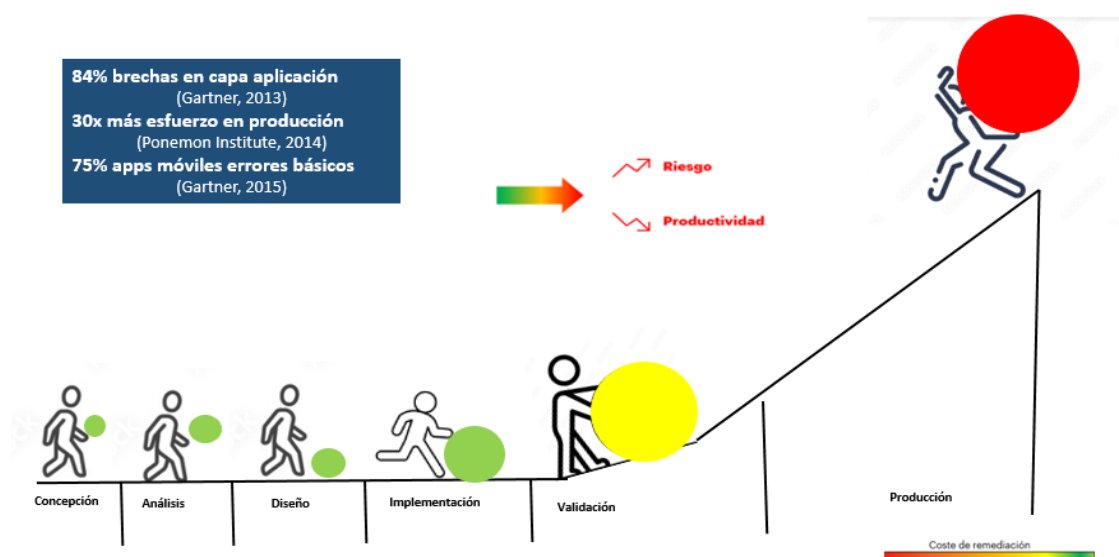 84% brechas en capa aplicación
(Gartner, 2013)
30x más esfuerzo en producción
(Ponemon Institute, 2014)
75% apps móviles errores básicos
(Gartner, 2015)
Riesgo
Productividad
Concepción
Análisis
Diseño
Implementación
Validación
Producción
Coste de remediación